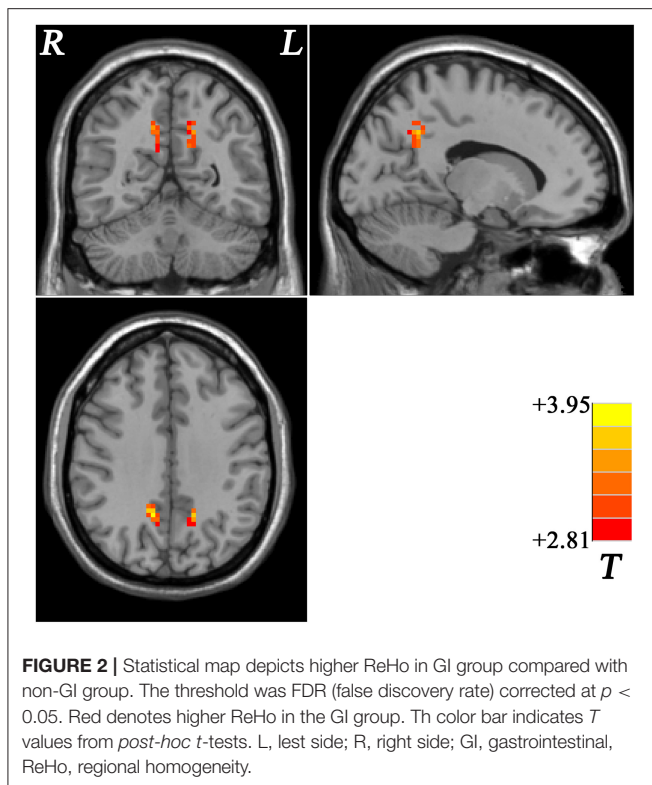 R L
+3.95
+2.81
T
FIGURE 2 | Statistical map depicts higher ReHo in GI group compared with
non-GI group. The threshold was FDR (false discovery rate) corrected at p <
0.05. Red denotes higher ReHo in the GI group. Th color bar indicates T
values from post-hoc t-tests. L, lest side; R, right side; GI, gastrointestinal,
ReHo, regional homogeneity.